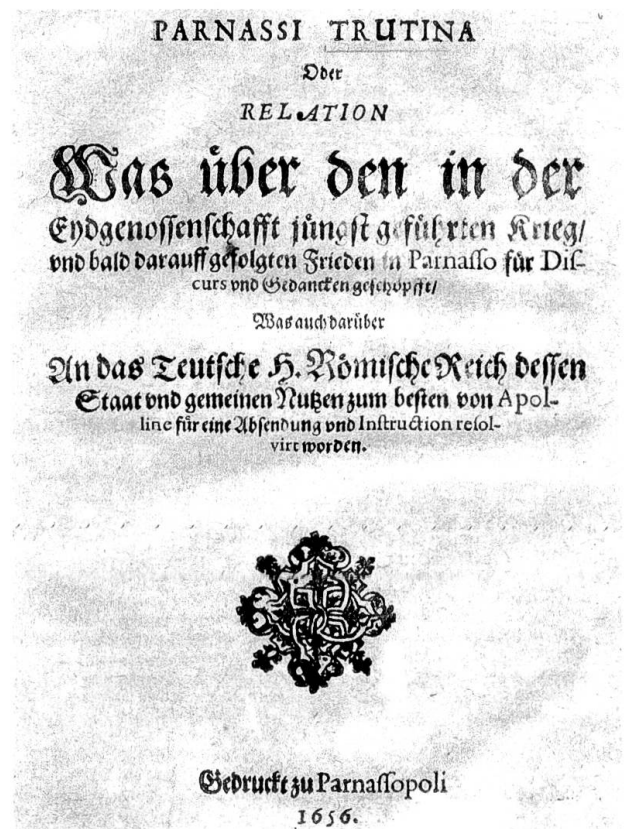 PARNASSI TRUTINA
Oder
RELATION
Was über den in der
Eydgenossenschafft jüngst geführten Krieg/
vnd bald darauff gefolgten Frieden in Parnasso für Dis-
curs vnd Gedancken geschöpfft/
Was auch darüber
An das Teutsche H. Römische Reich dessen
Staat vnd gemeinen Nutzen zum besten von Apol-
line für eine Absendung vnd Instruction resol-
virt worden.
Gedruckt zu Parnassopoli
1656.